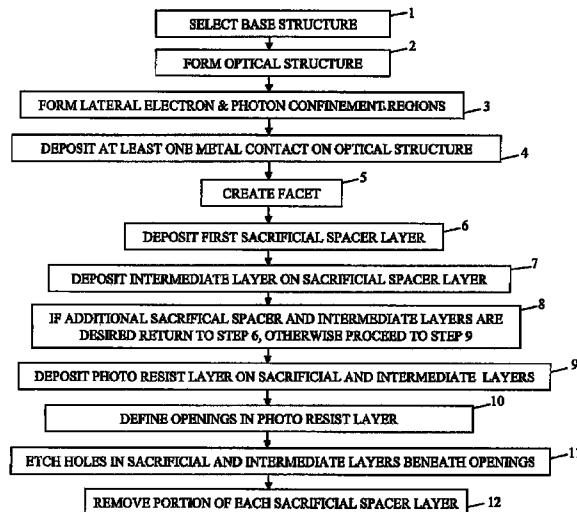 SELECT BASE STRUCTURE 1
FORM OPTICAL STRUCTURE 2
FORM LATERAL ELECTRON & PHOTON CONFINEMENT REGIONS 3
DEPOSIT AT LEAST ONE METAL CONTACT ON OPTICAL STRUCTURE 4
CREATE FACET 5
DEPOSIT FIRST SACRIFICIAL SPACER LAYER 6
DEPOSIT INTERMEDIATE LAYER ON SACRIFICIAL SPACER LAYER 7
IF ADDITIONAL SACRIFICAL SPACER AND INTERMEDIATE LAYERS ARE 8
DESIRED RETURN TO STEP 6, OTHERWISE PROCEED TO STEP 9
DEPOSIT PHOTO RESIST LAYER ON SACRIFICIAL AND INTERMEDIATE LAYERS 9
DEFINE OPENINGS IN PHOTO RESIST LAYER 10
ETCH HOLES IN SACRIFICIAL AND INTERMEDIATE LAYERS BENEATH OPENINGS 11
REMOVE PORTION OF EACH SACRIFICIAL SPACER LAYER 12